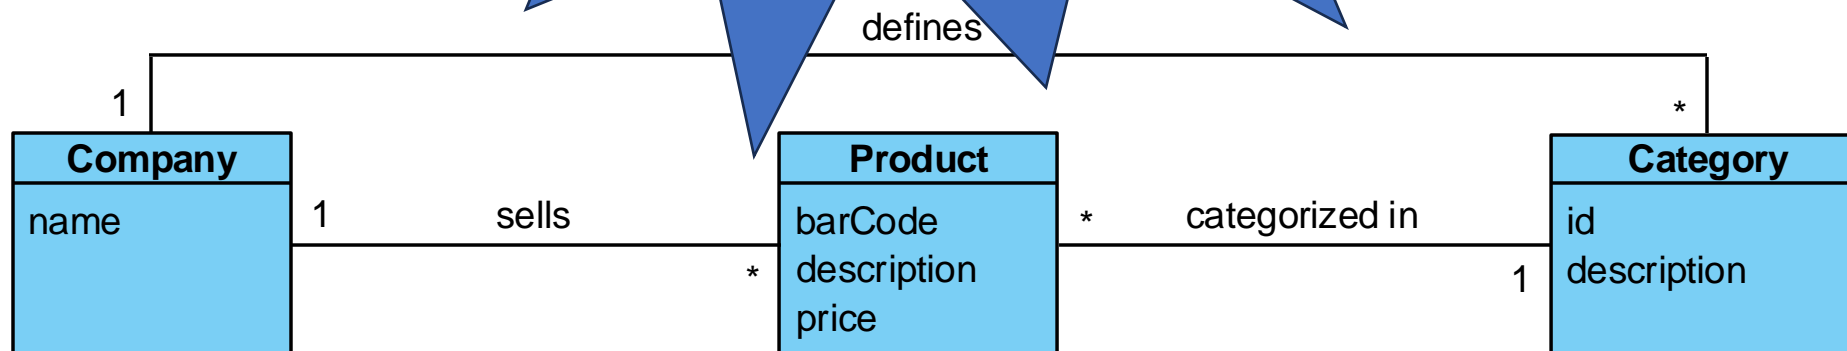 defines
1
*
Company
Product
Category
name
1
sells
*
barCode
description
price
*
categorized in
1
id
description